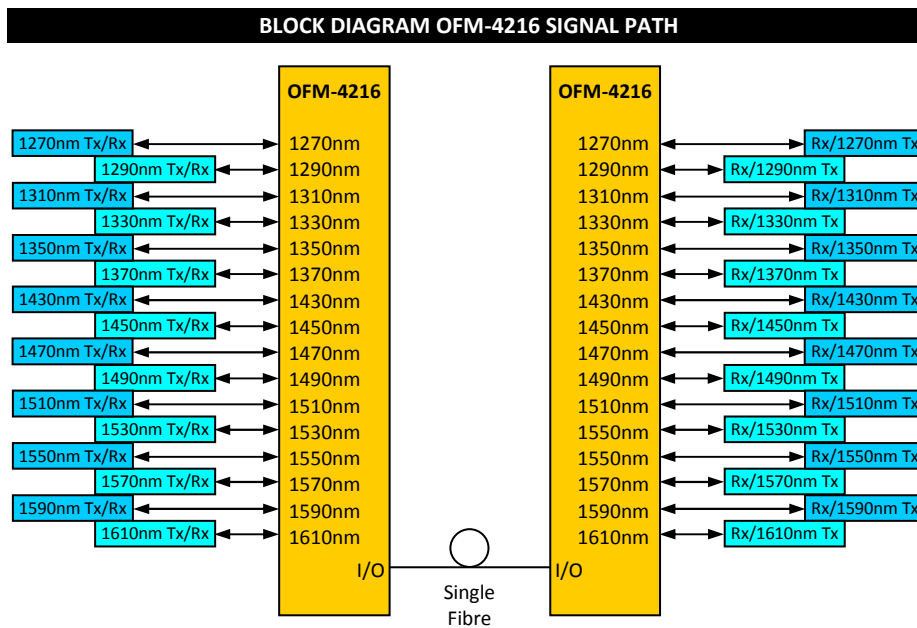 BLOCK DIAGRAM OFM-4216 SIGNAL PATH
OFM-4216 OFM-4216
1270nm Tx/Rx 1270nm 1270nm Rx/1270nm Tx
1290nm Tx/Rx 1290nm 1290nm Rx/1290nm Tx
1310nm Tx/Rx 1310nm 1310nm Rx/1310nm Tx
1330nm Tx/Rx 1330nm 1330nm Rx/1330nm Tx
1350nm Tx/Rx 1350nm 1350nm Rx/1350nm Tx
1370nm Tx/Rx 1370nm 1370nm Rx/1370nm Tx
1430nm Tx/Rx 1430nm 1430nm Rx/1430nm Tx
1450nm Tx/Rx 1450nm 1450nm Rx/1450nm Tx
1470nm Tx/Rx 1470nm 1470nm Rx/1470nm Tx
1490nm Tx/Rx 1490nm 1490nm Rx/1490nm Tx
1510nm Tx/Rx 1510nm 1510nm Rx/1510nm Tx
1530nm Tx/Rx 1550nm 1550nm Rx/1530nm Tx
1550nm Tx/Rx 1550nm 1550nm Rx/1550nm Tx
1570nm Tx/Rx 1570nm 1570nm Rx/1570nm Tx
1590nm Tx/Rx 1590nm 1590nm Rx/1590nm Tx
1610nm Tx/Rx 1610nm 1610nm Rx/1610nm Tx
I/O I/O
Single
Fibre